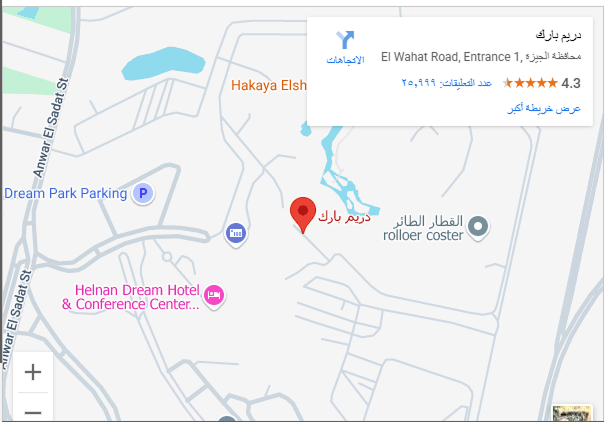 دريم بارك
محافظة الجيزة ,El Wahat Road, Entrance 1
4.3 عدد التعليقات: ٢٥,٩٩٩
عرض خريطة أكبر
الاتجاهات
Hakaya Elsh
Anwar El Sadat St
Dream Park Parking
P
دريم بارك
القطار الطائر
rolloer coster
Helnan Dream Hotel
& Conference Center...
Anwar El Sadat St
+
−